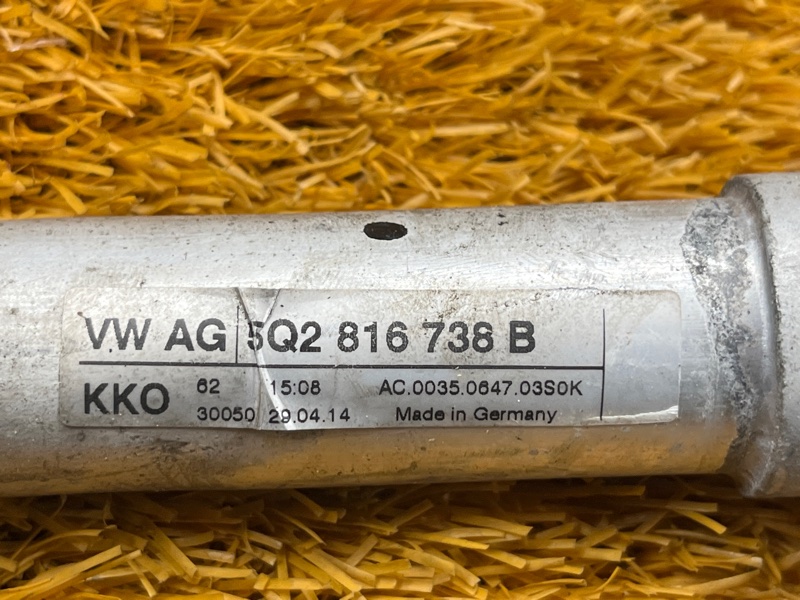 VW AG 5Q2 816 738 B
KKO 62 15:08 AC.0035.0647.03S0K
30050 29.04.14 Made in Germany